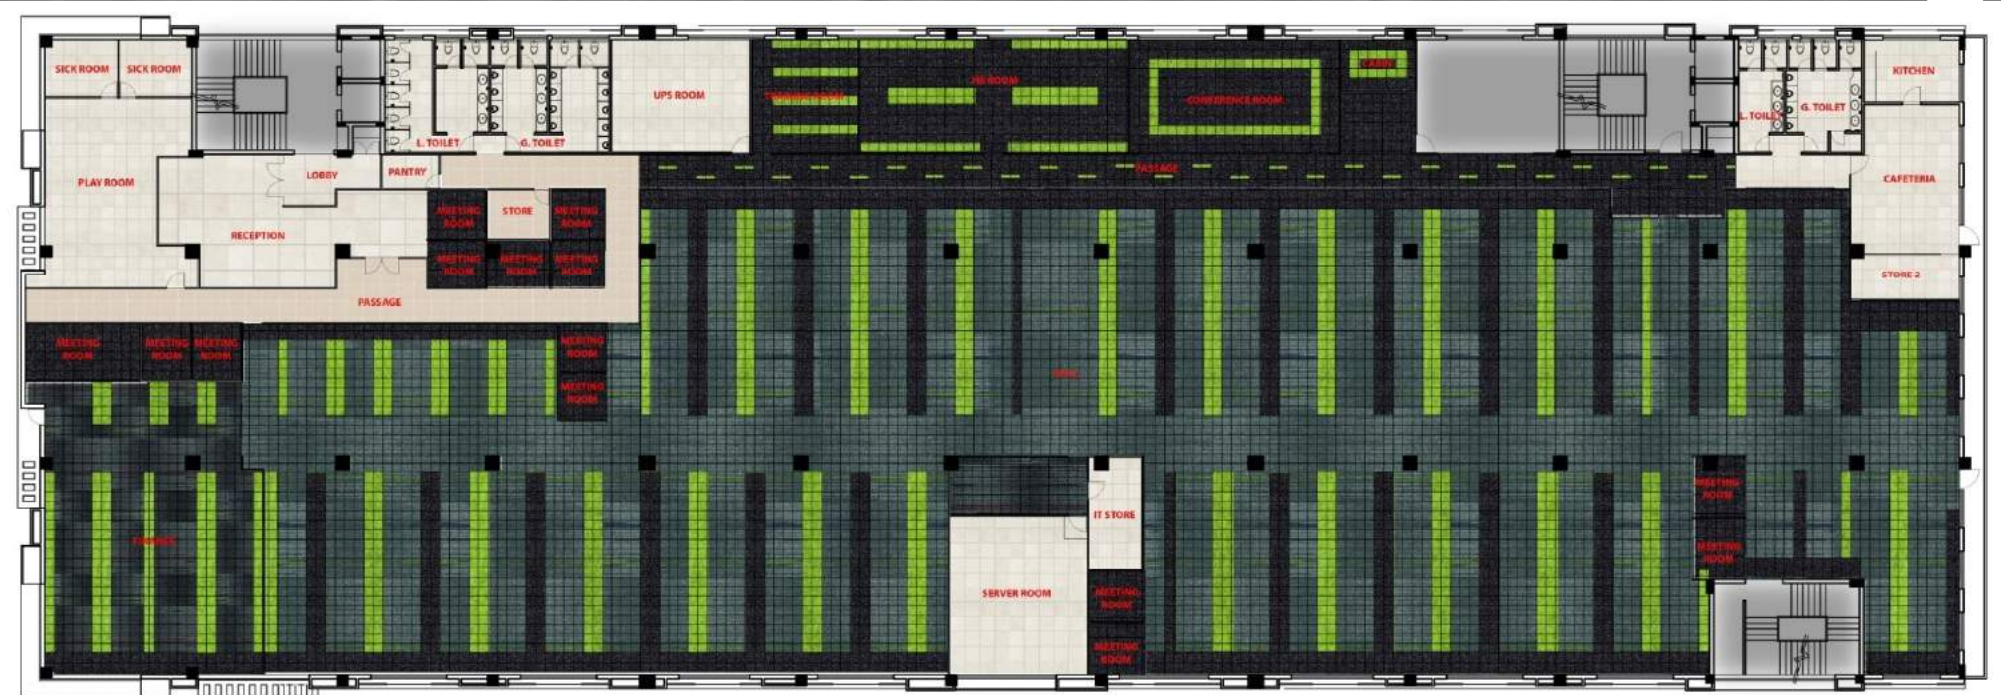 SICK ROOM
SICK ROOM
UPS ROOM
CABIN
CONFERENCE ROOM
KITCHEN
L. TOILET
G. TOILET
L. TOILET
G. TOILET
LOBBY
PANTRY
PASSAGE
PLAY ROOM
CAFETERIA
MEETING
ROOM
STORE
MEETING
ROOM
RECEPTION
MEETING
ROOM
MEETING
ROOM
MEETING
ROOM
STORE 2
PASSAGE
MEETING
ROOM
MEETING
ROOM
MEETING
ROOM
MEETING
ROOM
MEETING
ROOM
IT STORE
MEETING
ROOM
MEETING
ROOM
SERVER ROOM
MEETING
ROOM
MEETING
ROOM